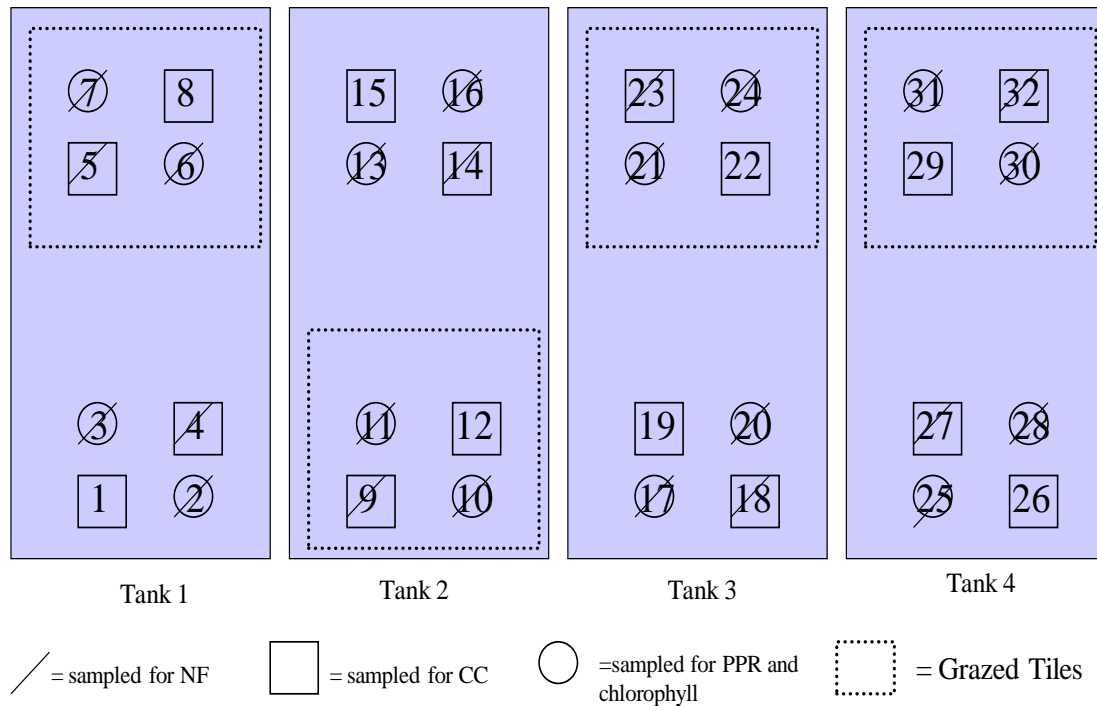 7 8 15 16 23 24 31 32
5 6 13 14 21 22 29 30
3 4 11 12 19 20 27 28
1 2 9 10 17 18 25 26
Tank 1 Tank 2 Tank 3 Tank 4
= sampled for NF = sampled for CC =sampled for PPR and = Grazed Tiles
chlorophyll